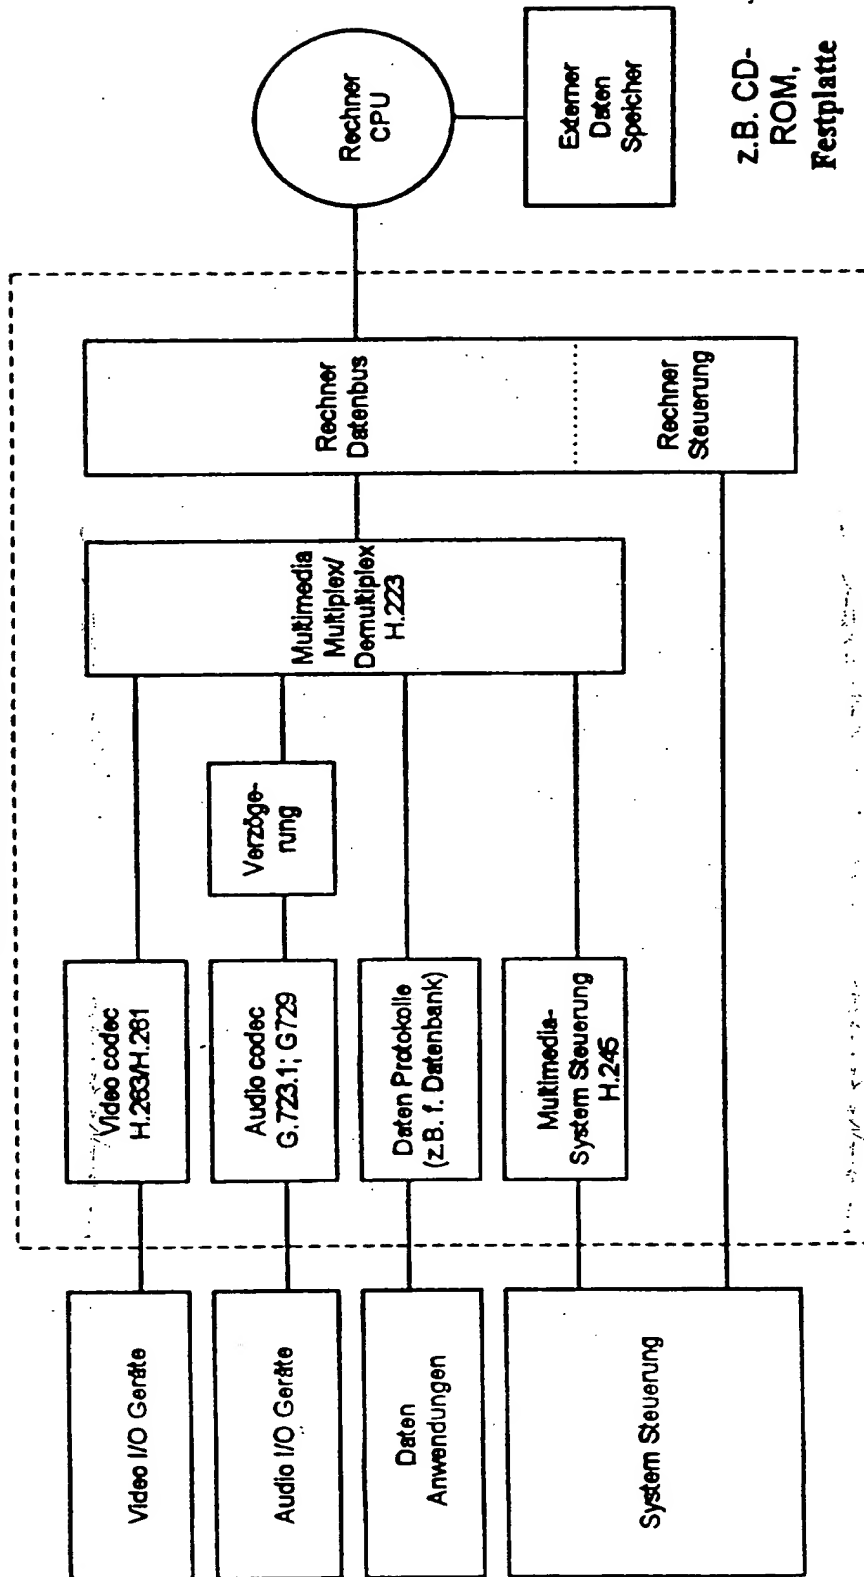 Video I/O Geräte
Video codec
H.263/H.261
Audio I/O Geräte
Audio codec
G.723.1; G729
Verzöge-
rung
Daten
Anwendungen
Daten Protokolle
(z.B. f. Datenbank)
System Steuerung
Multimedia-
System Steuerung
H.245
Multimedia
Multiplex/
Demultiplex
H.223
Rechner
Datenbus
Rechner
Steuerung
Rechner
CPU
Externer
Daten
Speicher
z.B. CD-
ROM,
Festplatte